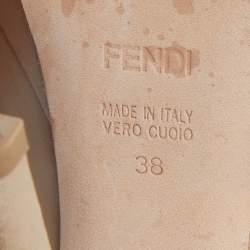 FENDI
MADE IN ITALY
VERO CUOIO
38